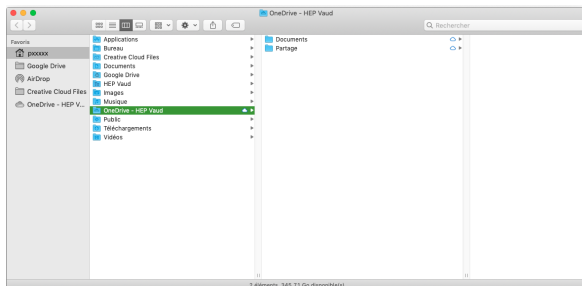 OneDrive - HEP Vaud
Rechercher
Favoris
pxxxxx
Google Drive
AirDrop
Creative Cloud Files
OneDrive - HEP V...
Applications
Bureau
Creative Cloud Files
Documents
Google Drive
HEP Vaud
Images
Musique
OneDrive - HEP Vaud
Public
Téléchargements
Vidéos
Documents
Partage
2 éléments, 345,71 Go disponible(s)